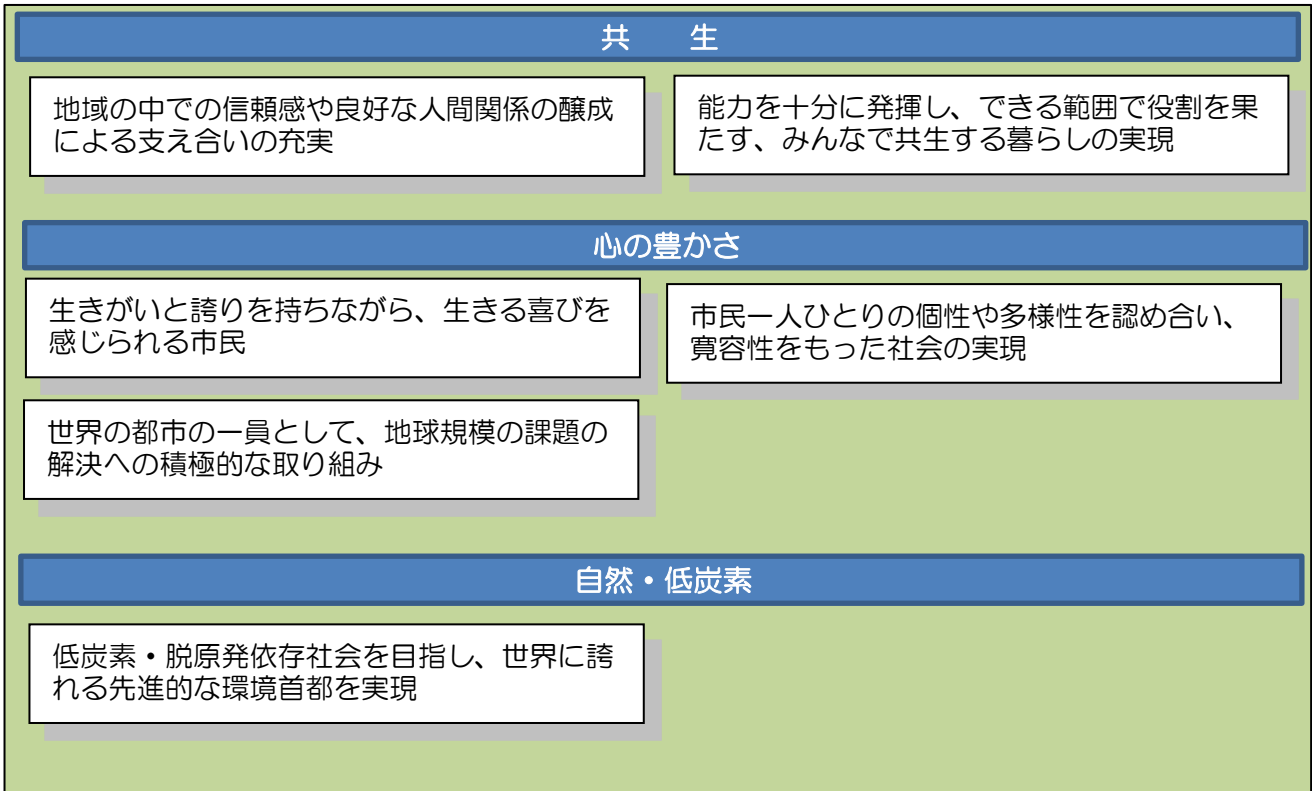 共　　生
地域の中での信頼感や良好な人間関係の醸成
による支え合いの充実
能力を十分に発揮し、できる範囲で役割を果
たす、みんなで共生する暮らしの実現
心の豊かさ
生きがいと誇りを持ちながら、生きる喜びを
感じられる市民
市民一人ひとりの個性や多様性を認め合い、
寛容性をもった社会の実現
世界の都市の一員として、地球規模の課題の
解決への積極的な取り組み
自然・低炭素
低炭素・脱原発依存社会を目指し、世界に誇
れる先進的な環境首都を実現